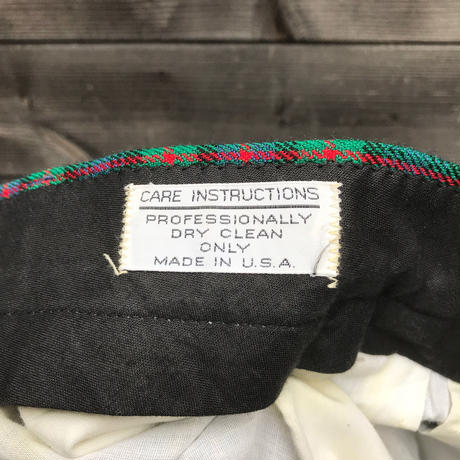 CARE INSTRUCTIONS
PROFESSIONALLY
DRY CLEAN
ONLY
MADE IN U.S.A.